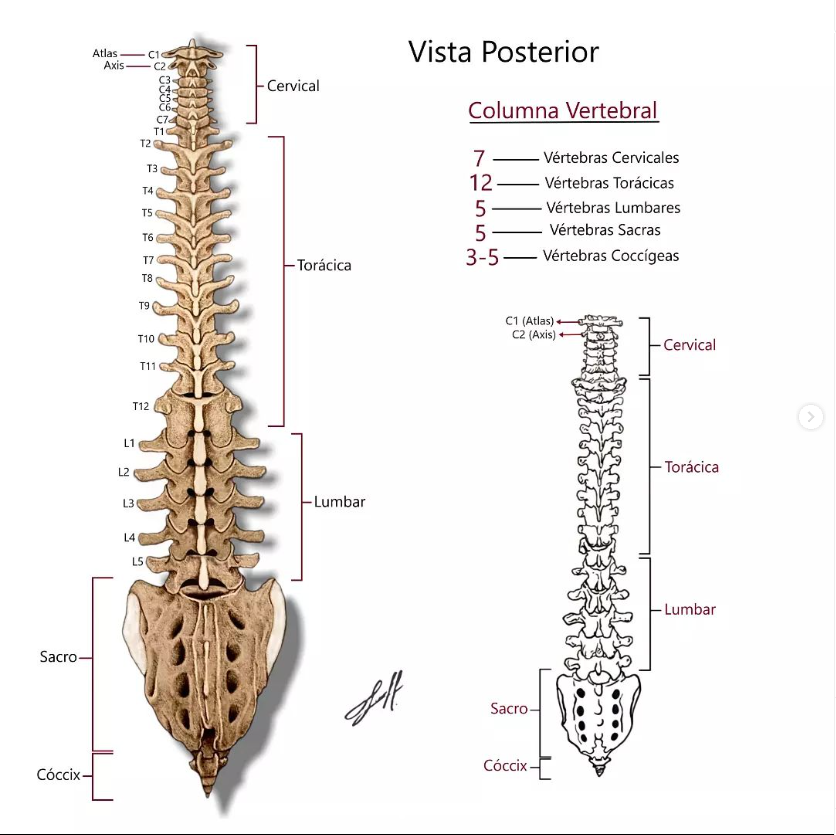 Vista Posterior
Columna Vertebral
7 Vértebras Cervicales
12 Vértebras Torácicas
5 Vértebras Lumbares
5 Vértebras Sacras
3-5 Vértebras Coccígeas
Atlas C1
Axis C2
C3
C4
C5
C6
C7
T1
T2
T3
T4
T5
T6
T7
T8
T9
T10
T11
T12
L1
L2
L3
L4
L5
Cervical
Torácica
Lumbar
Sacro
Cóccix
C1 (Atlas)
C2 (Axis)
Cervical
Torácica
Lumbar
Sacro
Cóccix